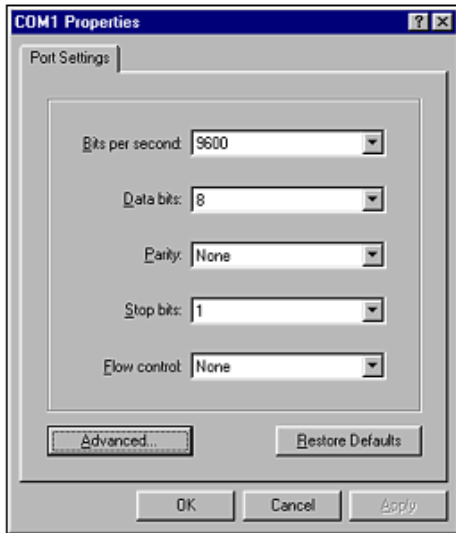 COM1 Properties
Port Settings
Bits per second: 9600
Data bits: 8
Parity: None
Stop bits: 1
Flow control: None
Advanced... Restore Defaults
OK Cancel Apply